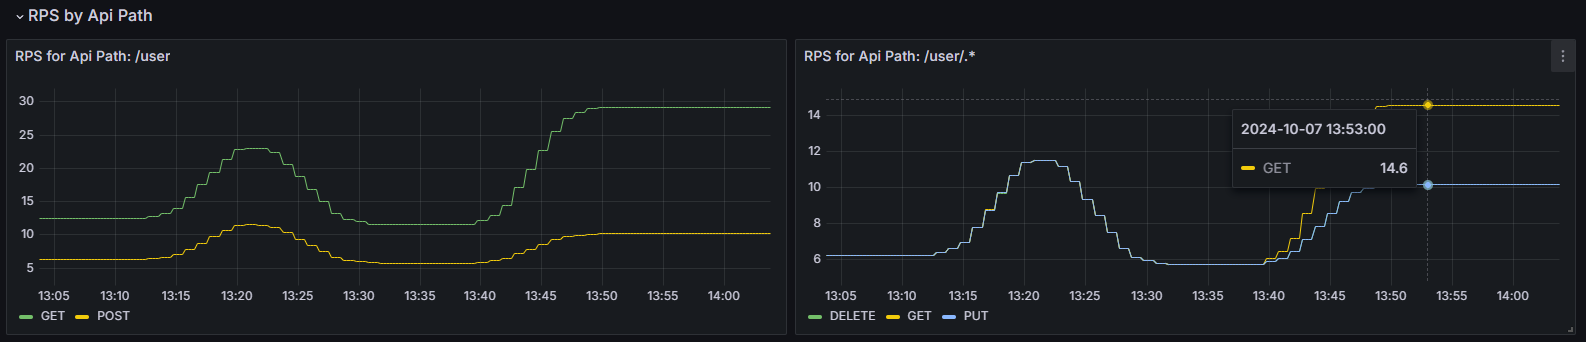 RPS by Api Path
RPS for Api Path: /user
30
25
20
15
10
5
13:05 13:10 13:15 13:20 13:25 13:30 13:35 13:40 13:45 13:50 13:55 14:00
GET POST
RPS for Api Path: /user/.*
14
12
10
8
6
2024-10-07 13:53:00
GET 14.6
13:05 13:10 13:15 13:20 13:25 13:30 13:35 13:40 13:45 13:50 13:55 14:00
DELETE GET PUT